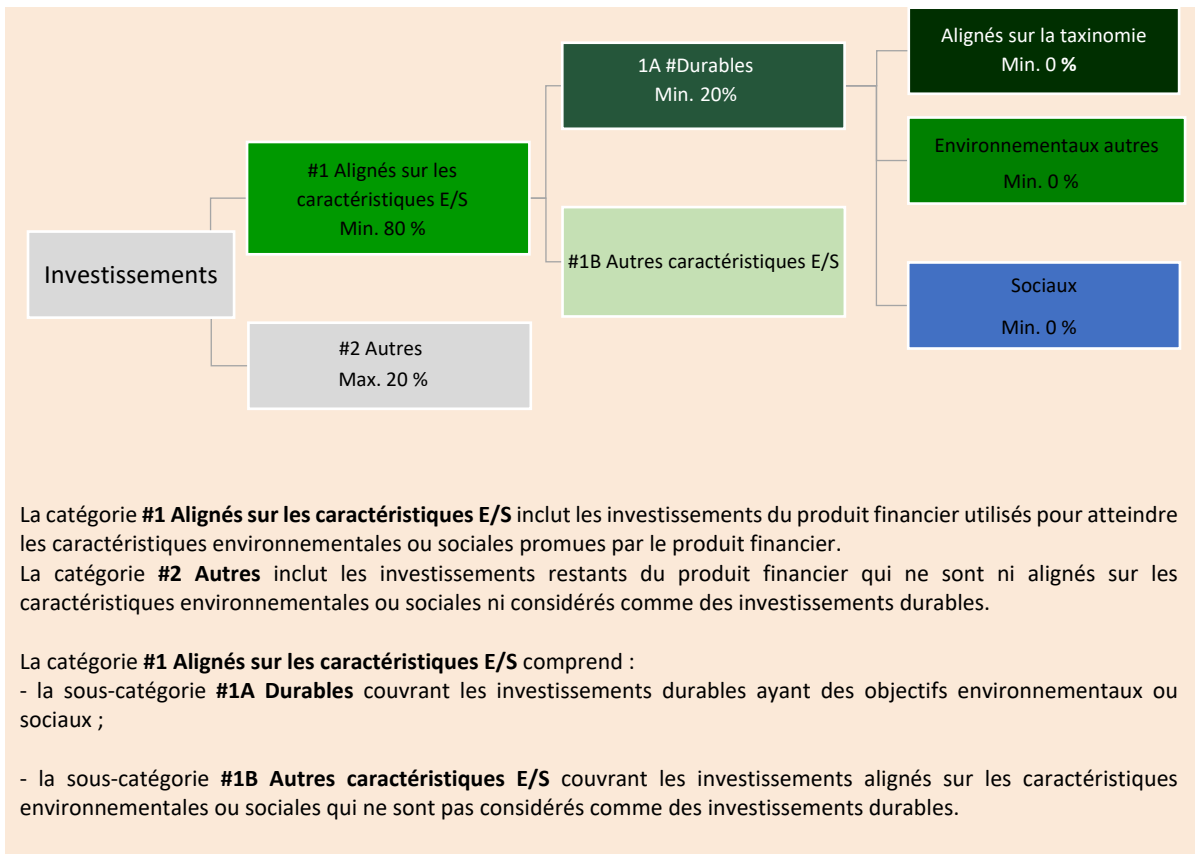 Investissements
#1 Alignés sur les
caractéristiques E/S
Min. 80 %
#2 Autres
Max. 20 %
1A #Durables
Min. 20%
#1B Autres caractéristiques E/S
Alignés sur la taxinomie
Min. 0 %
Environnementaux autres
Min. 0 %
Sociaux
Min. 0 %
La catégorie #1 Alignés sur les caractéristiques E/S inclut les investissements du produit financier utilisés pour atteindre
les caractéristiques environnementales ou sociales promues par le produit financier.
La catégorie #2 Autres inclut les investissements restants du produit financier qui ne sont ni alignés sur les
caractéristiques environnementales ou sociales ni considérés comme des investissements durables.
La catégorie #1 Alignés sur les caractéristiques E/S comprend :
- la sous-catégorie #1A Durables couvrant les investissements durables ayant des objectifs environnementaux ou
sociaux ;
- la sous-catégorie #1B Autres caractéristiques E/S couvrant les investissements alignés sur les caractéristiques
environnementales ou sociales qui ne sont pas considérés comme des investissements durables.